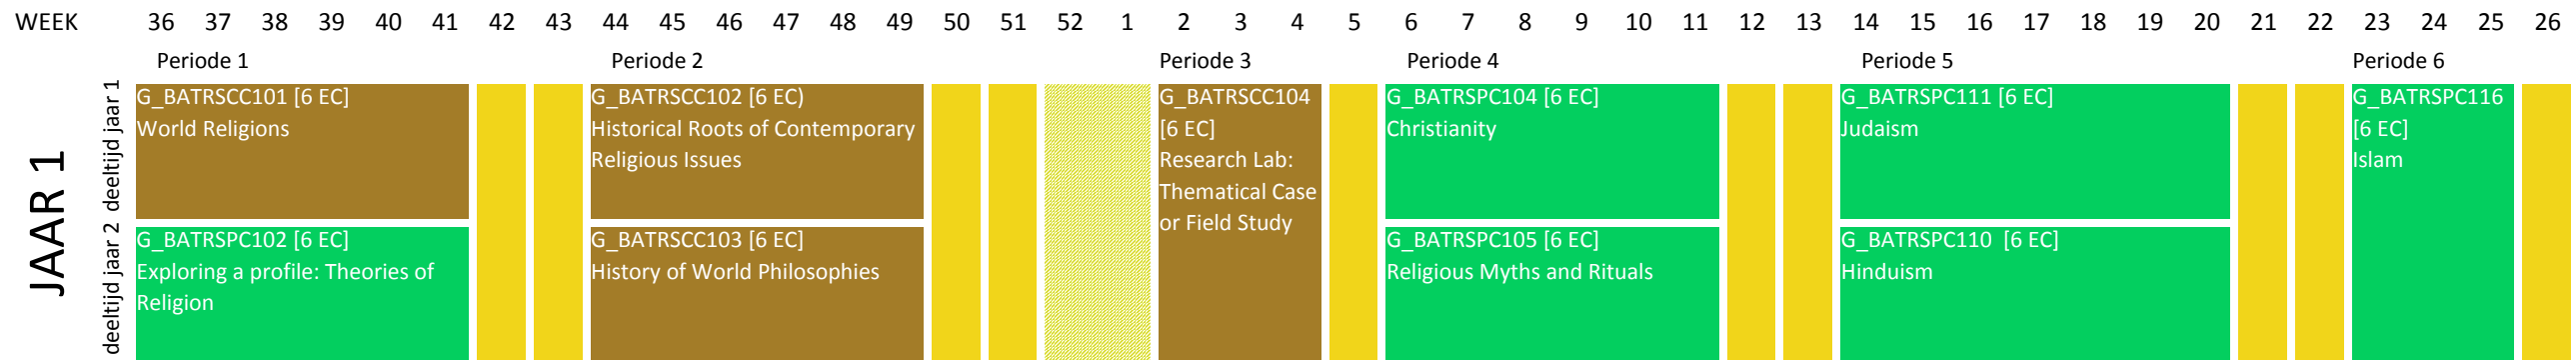 WEEK 36 37 38 39 40 41 42 43 44 45 46 47 48 49 50 51 52 1 2 3 4 5 6 7 8 9 10 11 12 13 14 15 16 17 18 19 20 21 22 23 24 25 26
Periode 1 Periode 2 Periode 3 Periode 4 Periode 5 Periode 6
JAAR 1
deeltijd jaar 1
G_BATRSCC101 [6 EC]
World Religions
G_BATRSCC102 [6 EC)
Historical Roots of Contemporary
Religious Issues
G_BATRSCC104
[6 EC]
Research Lab:
Thematical Case
or Field Study
G_BATRSPC104 [6 EC]
Christianity
G_BATRSPC111 [6 EC]
Judaism
G_BATRSPC116
[6 EC]
Islam
deeltijd jaar 2
G_BATRSPC102 [6 EC]
Exploring a profile: Theories of
Religion
G_BATRSCC103 [6 EC]
History of World Philosophies
G_BATRSPC105 [6 EC]
Religious Myths and Rituals
G_BATRSPC110  [6 EC]
Hinduism